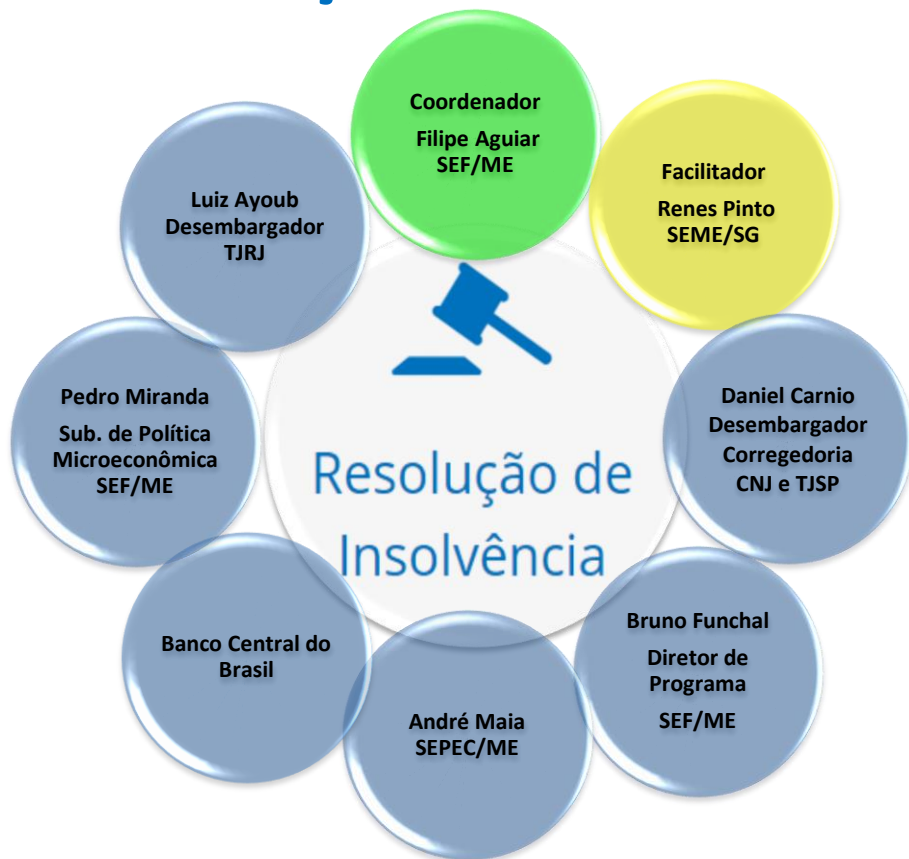 Coordenador
Filipe Aguiar
SEF/ME
Facilitador
Renes Pinto
SEME/SG
Luiz Ayoub
Desembargador
TJRJ
Pedro Miranda
Sub. de Política
Microeconômica
SEF/ME
Daniel Carnio
Desembargador
Corregedoria
CNJ e TJSP
Resolução de
Insolvência
Banco Central do
Brasil
Bruno Funchal
Diretor de
Programa
SEF/ME
André Maia
SEPEC/ME